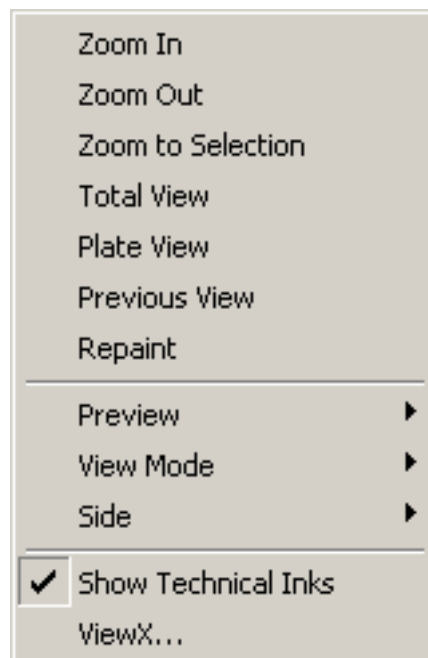 Zoom In
Zoom Out
Zoom to Selection
Total View
Plate View
Previous View
Repaint
Preview
View Mode
Side
Show Technical Inks
ViewX...